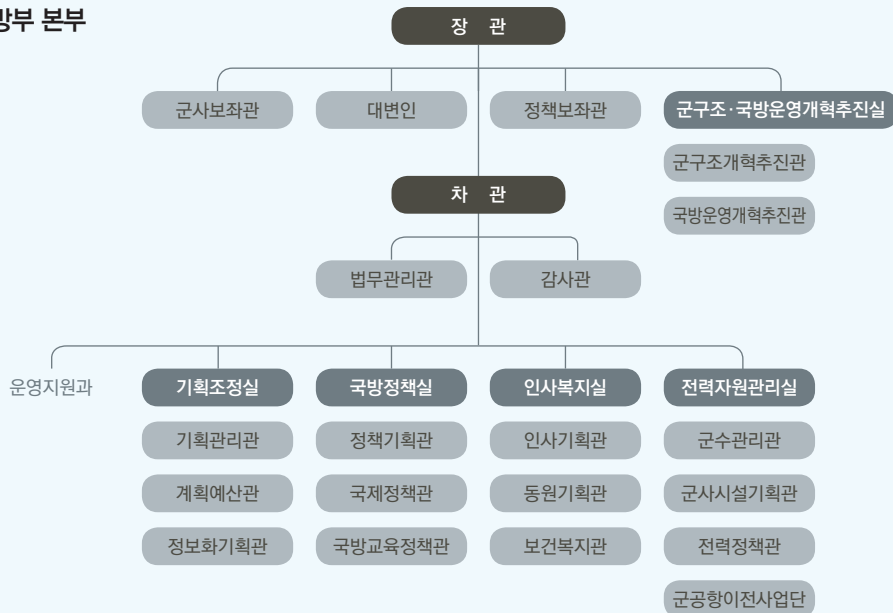 본부
장 관
군사보좌관 대변인 정책보좌관 군구조·국방운영개혁추진실
군구조개혁추진관
차 관
국방운영개혁추진관
법무관리관 감사관
운영지원과 기획조정실 국방정책실 인사복지실 전력자원관리실
기획관리관 정책기획관 인사기획관 군수관리관
계획예산관 국제정책관 동원기획관 군사시설기획관
정보화기획관 국방교육정책관 보건복지관 전력정책관
군공항이전사업단